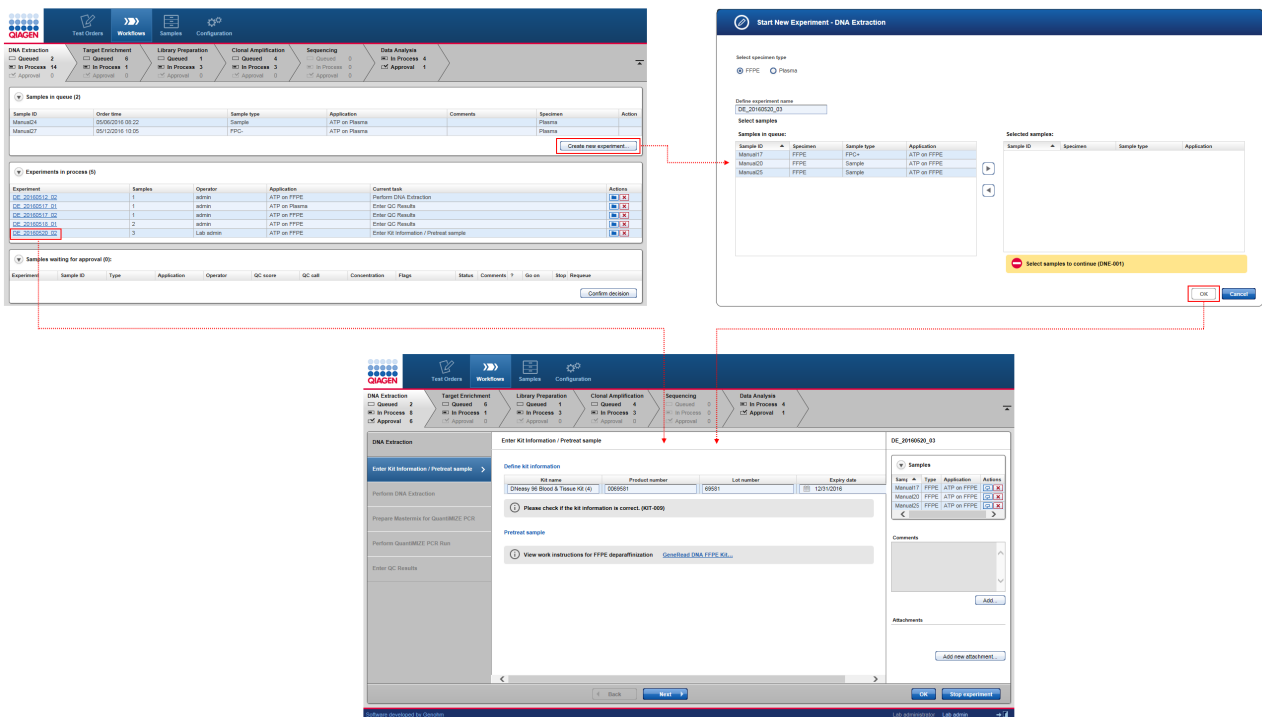 QIAGEN
Test Orders Workflows Samples Configuration
DNA Extraction Target Enrichment Library Preparation Clonal Amplification Sequencing Data Analysis
Queued 2 Queued 6 Queued 1 Queued 4 Queued 0 In Process 4
In Process 14 In Process 1 In Process 3 In Process 3 In Process 0 Approval 1
Approval 0 Approval 0 Approval 0 Approval 0 Approval 0
Samples in queue (2)
Sample ID Order time Sample type Application Comments Specimen Action
Manual24 05/06/2016 08:22 Sample ATP on Plasma Plasma
Manual27 05/12/2016 10:05 FPC- ATP on Plasma Plasma
Create new experiment...
Experiments in process (5)
Experiment Samples Operator Application Current task Actions
DE_20160512_02 1 admin ATP on FFPE Perform DNA Extraction
DE_20160517_01 1 admin ATP on Plasma Enter QC Results
DE_20160517_02 1 admin ATP on FFPE Enter QC Results
DE_20160518_01 2 admin ATP on FFPE Enter QC Results
DE_20160520_02 3 Lab admin ATP on FFPE Enter Kit Information / Pretreat sample
Samples waiting for approval (0):
Experiment Sample ID Type Application Operator QC score QC call Concentration Flags Status Comments ? Go on Stop Requeue
Confirm decision
Start New Experiment - DNA Extraction
Select specimen type
FFPE Plasma
Define experiment name
DE_20160520_03
Select samples
Samples in queue: Selected samples:
Sample ID Specimen Sample type Application Sample ID Specimen Sample type Application
Manual17 FFPE FPC+ ATP on FFPE
Manual20 FFPE Sample ATP on FFPE
Manual25 FFPE Sample ATP on FFPE
Select samples to continue (DNE-001)
OK Cancel
QIAGEN
Test Orders Workflows Samples Configuration
DNA Extraction Target Enrichment Library Preparation Clonal Amplification Sequencing Data Analysis
Queued 2 Queued 6 Queued 1 Queued 4 Queued 0 In Process 4
In Process 8 In Process 1 In Process 3 In Process 3 In Process 0 Approval 1
Approval 6 Approval 0 Approval 0 Approval 0 Approval 0
DNA Extraction Enter Kit Information / Pretreat sample DE_20160520_03
Enter Kit Information / Pretreat sample
Perform DNA Extraction
Prepare Mastermix for QuantiMIZE PCR
Perform QuantiMIZE PCR Run
Enter QC Results
Define kit information
Kit name Product number Lot number Expiry date
DNeasy 96 Blood & Tissue Kit (4) 0069581 69581 12/31/2016
Please check if the kit information is correct. (KIT-009)
Pretreat sample
View work instructions for FFPE deparaffinization GeneRead DNA FFPE Kit...
Samples
Samp Type Application Actions
Manual17 FFPE ATP on FFPE
Manual20 FFPE ATP on FFPE
Manual25 FFPE ATP on FFPE
Comments
Add...
Attachments
Add new attachment...
Back Next OK Stop experiment
Software developed by Genohm Lab administrator Lab admin